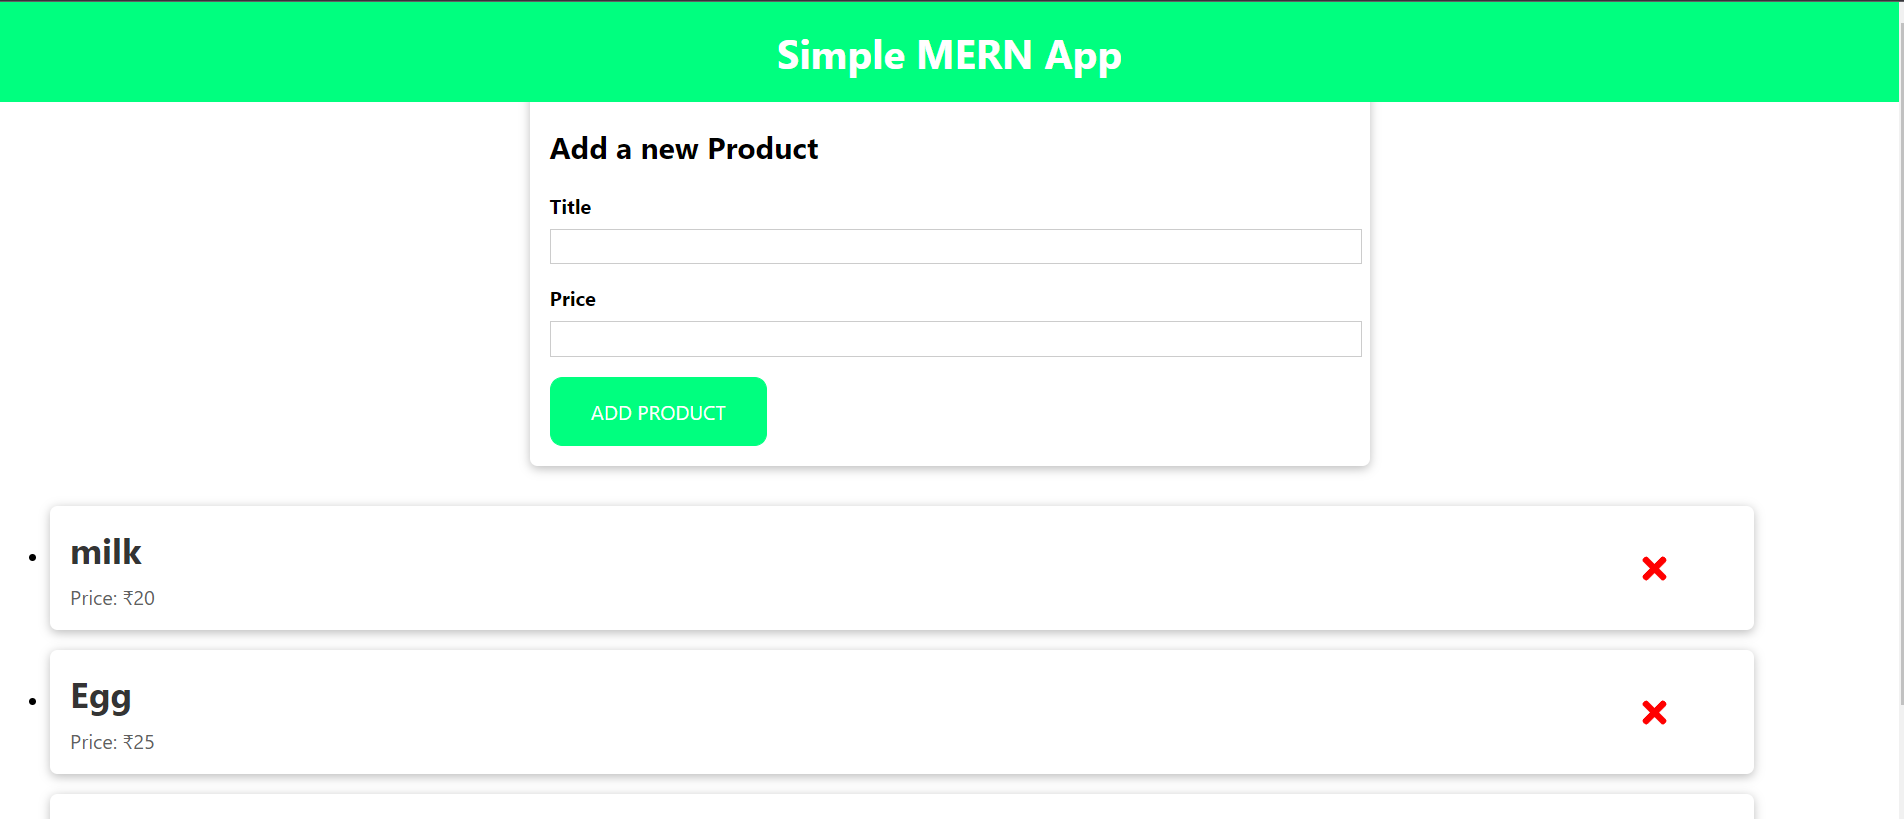 Simple MERN App
Add a new Product
Title
Price
ADD PRODUCT
milk
Price: ₹20
Egg
Price: ₹25